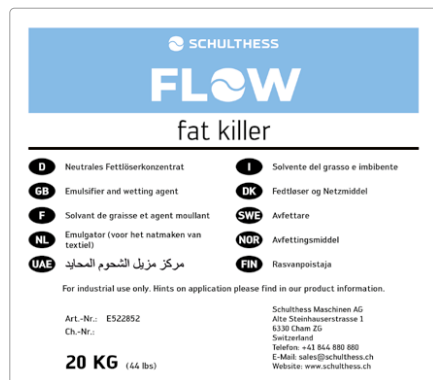 SCHULTHESS
FLOW
fat killer
D Neutrales Fettlöserkonzentrat
GB Emulsifier and wetting agent
F Solvant de graisse et agent moullant
NL Emulgator (voor het natmaken van
textiel)
UAE مركز مزيل الشحوم المحايد
I Solvente del grasso e imbibente
DK Fedtløser og Netzmiddel
SWE Avfettare
NOR Avfettingsmiddel
FIN Rasvanpoistaja
For industrial use only. Hints on application please find in our product information.
Art.-Nr.: E522852
Ch.-Nr.:
20 KG (44 lbs)
Schulthess Maschinen AG
Alte Steinhauserstrasse 1
6330 Cham ZG
Switzerland
Telefon: +41 844 880 880
E-Mail: sales@schulthess.ch
Website: www.schulthess.ch